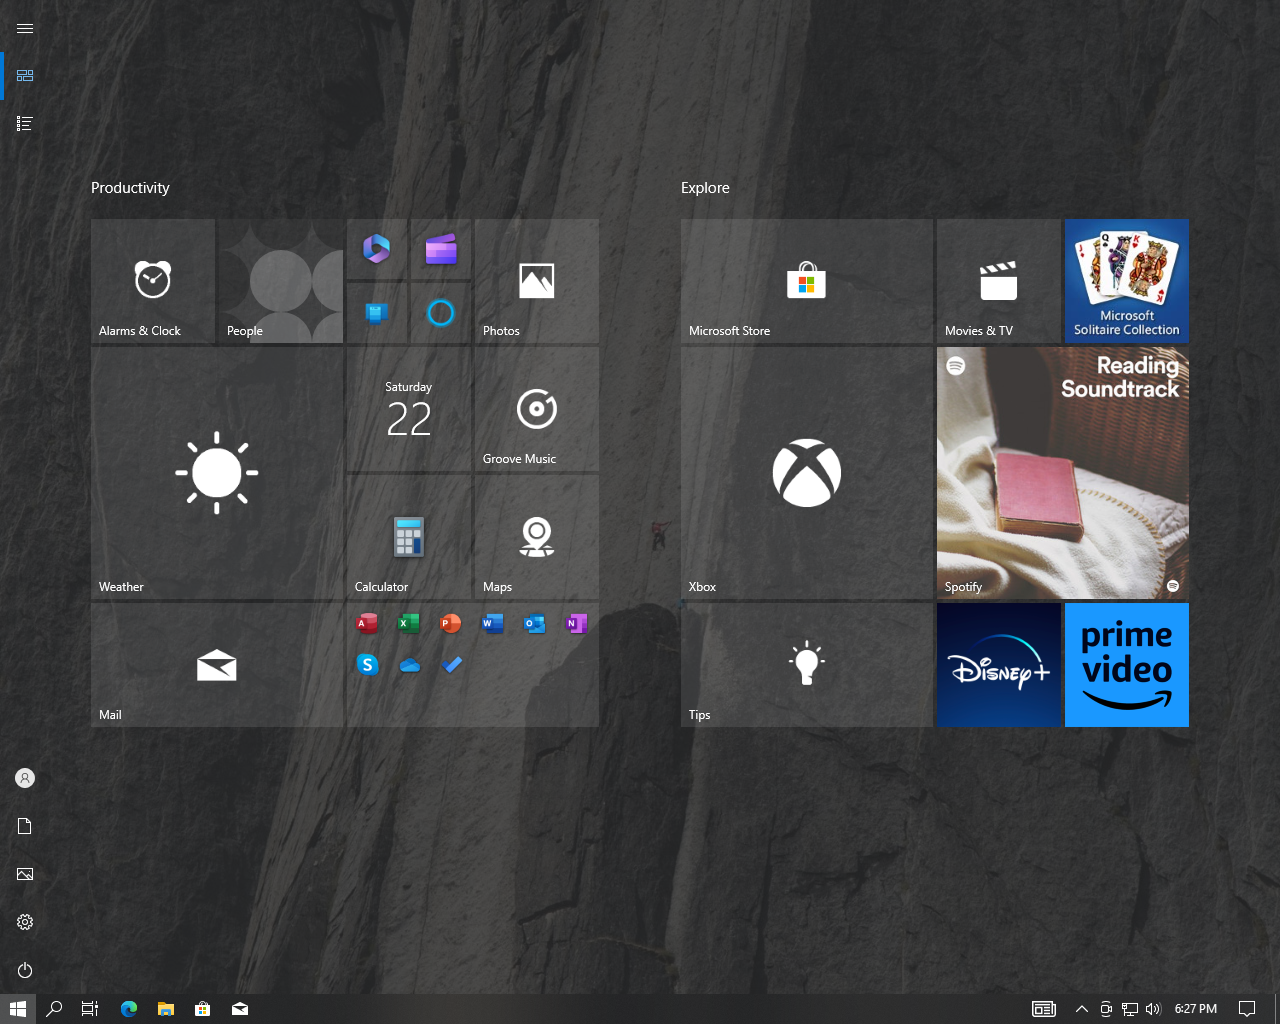 Productivity
Explore
Alarms & Clock
People
Photos
Microsoft Store
Movies & TV
J
Q
K
K
Microsoft
Solitaire Collection
Weather
Saturday
22
Groove Music
Calculator
Maps
Xbox
Reading
Soundtrack
Spotify
Mail
A
X
P
W
O
N
S
Tips
Disney+
prime
video
6:27 PM